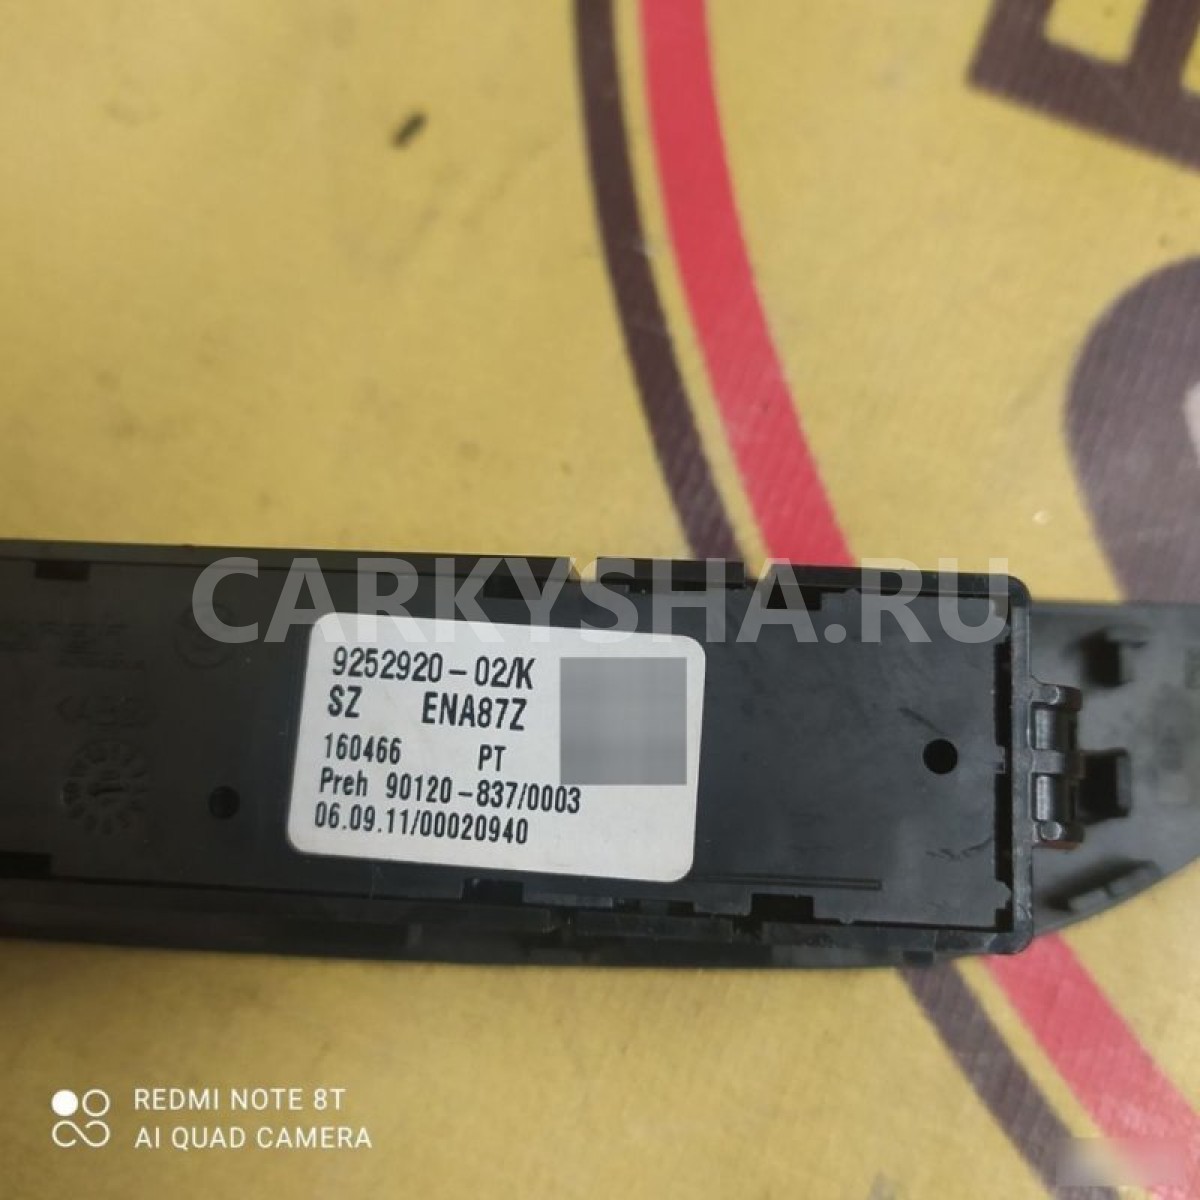 CARKYSHA.RU
9252920-02/K
SZ ENA87Z
160466 PT
Preh 90120-837/0003
06.09.11/00020940
REDMI NOTE 8T
AI QUAD CAMERA